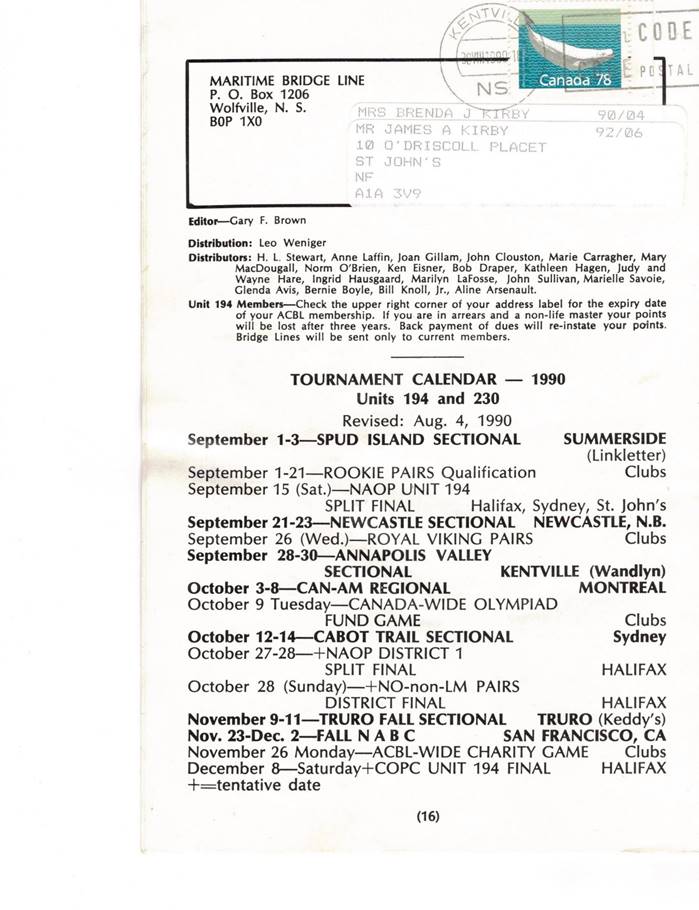 KENTVIL
NS
Canada 78
CODE
POSTAL
MARITIME BRIDGE LINE
P. O. Box 1206
Wolfville, N. S.
B0P 1X0
MRS BRENDA J KIRBY 90/04
MR JAMES A KIRBY 92/06
10 O'DRISCOLL PLACET
ST JOHN'S
NF
A1A 3V9
Editor—Gary F. Brown
Distribution: Leo Weniger
Distributors: H. L. Stewart, Anne Laffin, Joan Gillam, John Clouston, Marie Carragher, Mary
MacDougall, Norm O'Brien, Ken Eisner, Bob Draper, Kathleen Hagen, Judy and
Wayne Hare, Ingrid Hausgaard, Marilyn LaFosse, John Sullivan, Marielle Savoie,
Glenda Avis, Bernie Boyle, Bill Knoll, Jr., Aline Arsenault.
Unit 194 Members—Check the upper right corner of your address label for the expiry date
of your ACBL membership. If you are in arrears and a non-life master your points
will be lost after three years. Back payment of dues will re-instate your points.
Bridge Lines will be sent only to current members.
TOURNAMENT CALENDAR — 1990
Units 194 and 230
Revised: Aug. 4, 1990
September 1-3—SPUD ISLAND SECTIONAL SUMMERSIDE
(Linkletter)
September 1-21—ROOKIE PAIRS Qualification Clubs
September 15 (Sat.)—NAOP UNIT 194
SPLIT FINAL Halifax, Sydney, St. John's
September 21-23—NEWCASTLE SECTIONAL NEWCASTLE, N.B.
September 26 (Wed.)—ROYAL VIKING PAIRS Clubs
September 28-30—ANNAPOLIS VALLEY
SECTIONAL KENTVILLE (Wandlyn)
October 3-8—CAN-AM REGIONAL MONTREAL
October 9 Tuesday—CANADA-WIDE OLYMPIAD
FUND GAME Clubs
October 12-14—CABOT TRAIL SECTIONAL Sydney
October 27-28—+NAOP DISTRICT 1
SPLIT FINAL HALIFAX
October 28 (Sunday)—+NO-non-LM PAIRS
DISTRICT FINAL HALIFAX
November 9-11—TRURO FALL SECTIONAL TRURO (Keddy's)
Nov. 23-Dec. 2—FALL N A B C SAN FRANCISCO, CA
November 26 Monday—ACBL-WIDE CHARITY GAME Clubs
December 8—Saturday+COPC UNIT 194 FINAL HALIFAX
+=tentative date
(16)